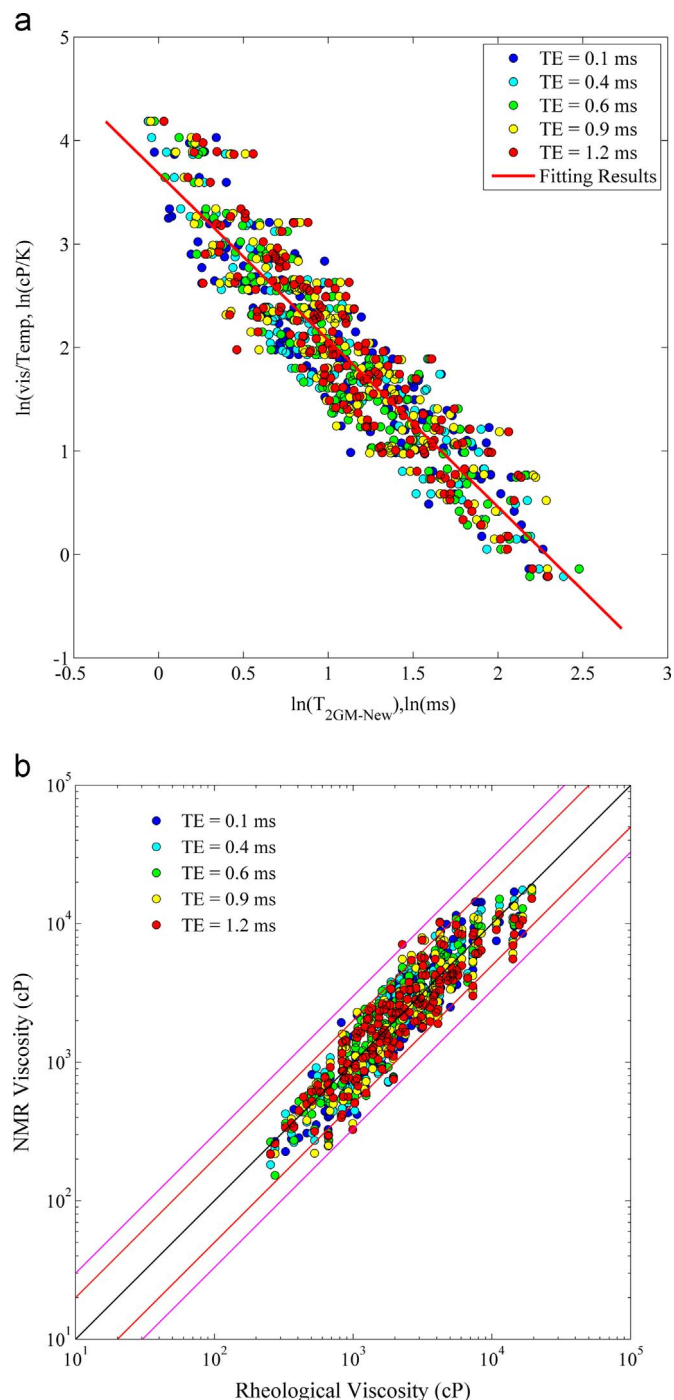 a
5
4
3
2
1
0
-1
-0.5
0
0.5
1
1.5
2
2.5
3
ln(vis/Temp, ln(cP/K)
ln(T2GM-New),ln(ms)
TE = 0.1 ms
TE = 0.4 ms
TE = 0.6 ms
TE = 0.9 ms
TE = 1.2 ms
Fitting Results
b
10^5
10^4
10^3
10^2
10^1
10^1
10^2
10^3
10^4
10^5
NMR Viscosity (cP)
Rheological Viscosity (cP)
TE = 0.1 ms
TE = 0.4 ms
TE = 0.6 ms
TE = 0.9 ms
TE = 1.2 ms